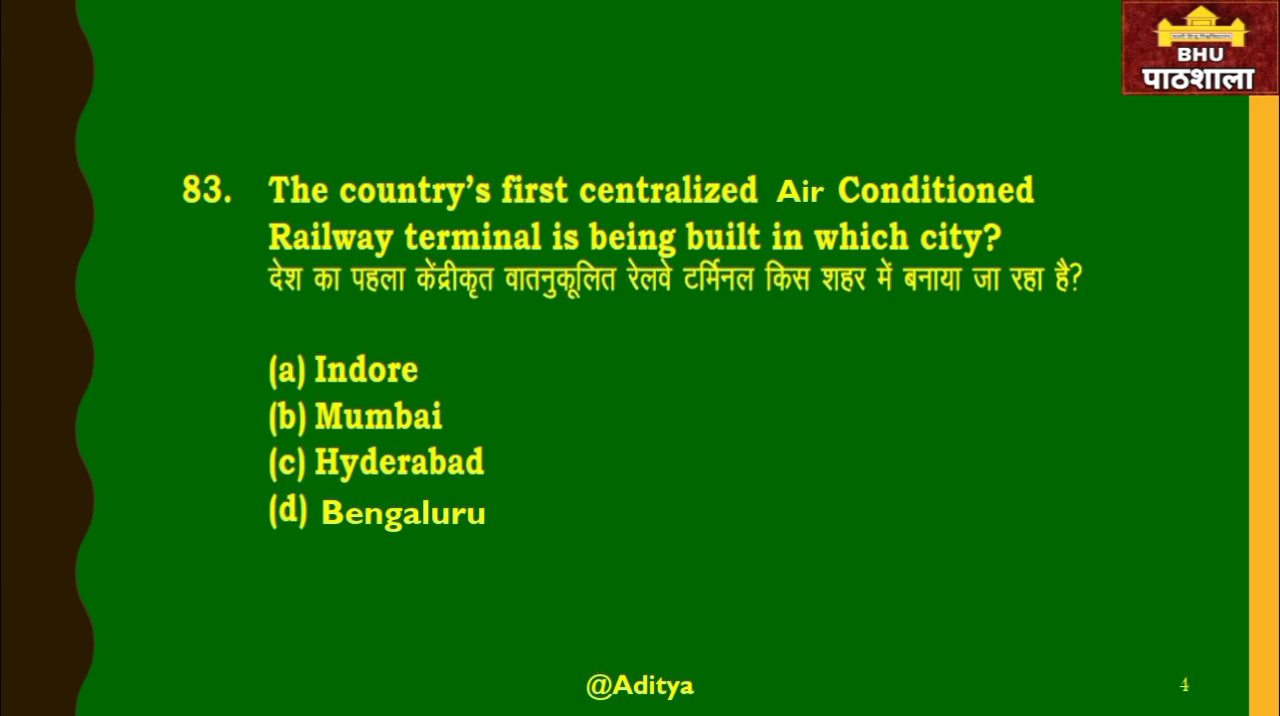 BHU
पाठशाला
83. The country's first centralized Air Conditioned
Railway terminal is being built in which city?
देश का पहला केंद्रीकृत वातनुकूलित रेलवे टर्मिनल किस शहर में बनाया जा रहा है?
(a) Indore
(b) Mumbai
(c) Hyderabad
(d) Bengaluru
@Aditya
4